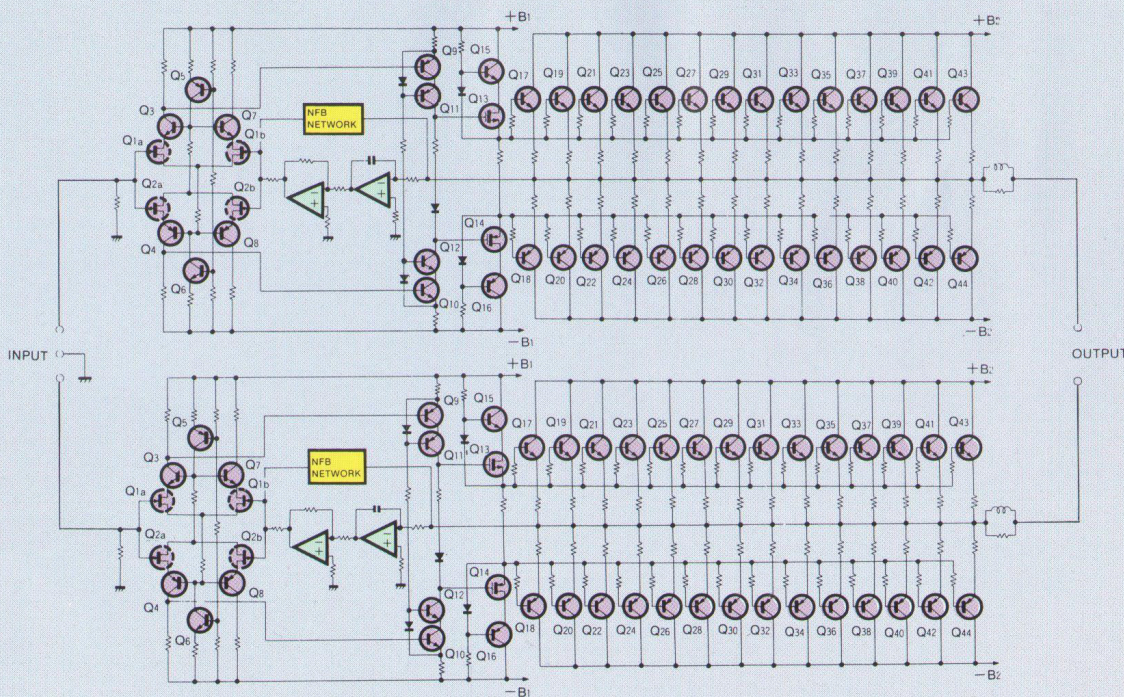 +B₁
+B₂
Q5
Q9
Q15
Q17 Q19 Q21 Q23 Q25 Q27 Q29 Q31 Q33 Q35 Q37 Q39 Q41 Q43
Q3
Q7
Q11
Q13
NFB
NETWORK
Q1a
Q1b
Q2a
Q2b
Q14
Q4
Q8
Q12
Q6
Q10
Q16
Q18 Q20 Q22 Q24 Q26 Q28 Q30 Q32 Q34 Q36 Q38 Q40 Q42 Q44
−B₁
−B₂
INPUT
OUTPUT
+B₁
+B₂
Q5
Q9
Q15
Q17 Q19 Q21 Q23 Q25 Q27 Q29 Q31 Q33 Q35 Q37 Q39 Q41 Q43
Q3
Q7
Q11
Q13
NFB
NETWORK
Q1a
Q1b
Q2a
Q2b
Q14
Q4
Q8
Q12
Q6
Q10
Q16
Q18 Q20 Q22 Q24 Q26 Q28 Q30 Q32 Q34 Q36 Q38 Q40 Q42 Q44
−B₁
−B₂